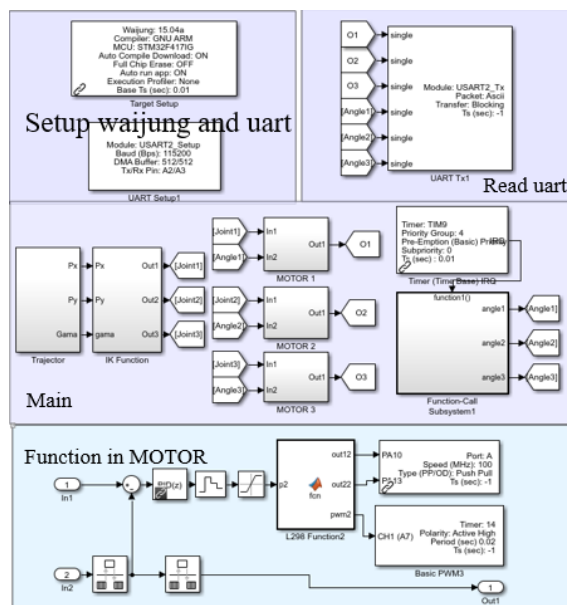 Waijung: 15.04a
Compiler: GNU ARM
MCU: STM32F417IG
Auto Compile Download: ON
Full Chip Erase: OFF
Auto run app: ON
Execution Profiler: None
Base Ts (sec): 0.01
Target Setup
Setup waijung and uart
Module: USART2_Setup
Baud (Bps): 115200
DMA Buffer: 512/512
Tx/Rx Pin: A2/A3
UART Setup1
O1
single
O2
single
O3
single
[Angle1]
single
[Angle2]
single
[Angle3]
single
Module: USART2_Tx
Packet: Ascii
Transfer: Blocking
Ts (sec): -1
UART Tx1
Read uart
Px
Py
Gama
Trajector
Px
Py
gama
Out1
Out2
Out3
IK Function
[Joint1]
[Joint2]
[Joint3]
[Joint1]
[Angle1]
In1
In2
Out1
MOTOR 1
O1
[Joint2]
[Angle2]
In1
In2
Out1
MOTOR 2
O2
[Joint3]
[Angle3]
In1
In2
Out1
MOTOR 3
O3
Timer: TIM9
Priority Group: 4
Pre-Emption (Basic) Priority
Subpriority: 0
Ts (sec) : 0.01
IRQ
Timer (Time Base) IRQ
function1()
angle1
angle2
angle3
Function-Call
Subsystem1
[Angle1]
[Angle2]
[Angle3]
Main
Function in MOTOR
1
In1
PID(z)
p2
fcn
out12
out22
pwm2
L298 Function2
PA10
PA13
Port: A
Speed (MHz): 100
Type (PP/OD): Push Pull
Ts (sec): -1
CH1 (A7)
Timer: 14
Polarity: Active High
Period (sec) 0.02
Ts (sec): -1
Basic PWM3
2
In2
1
Out1